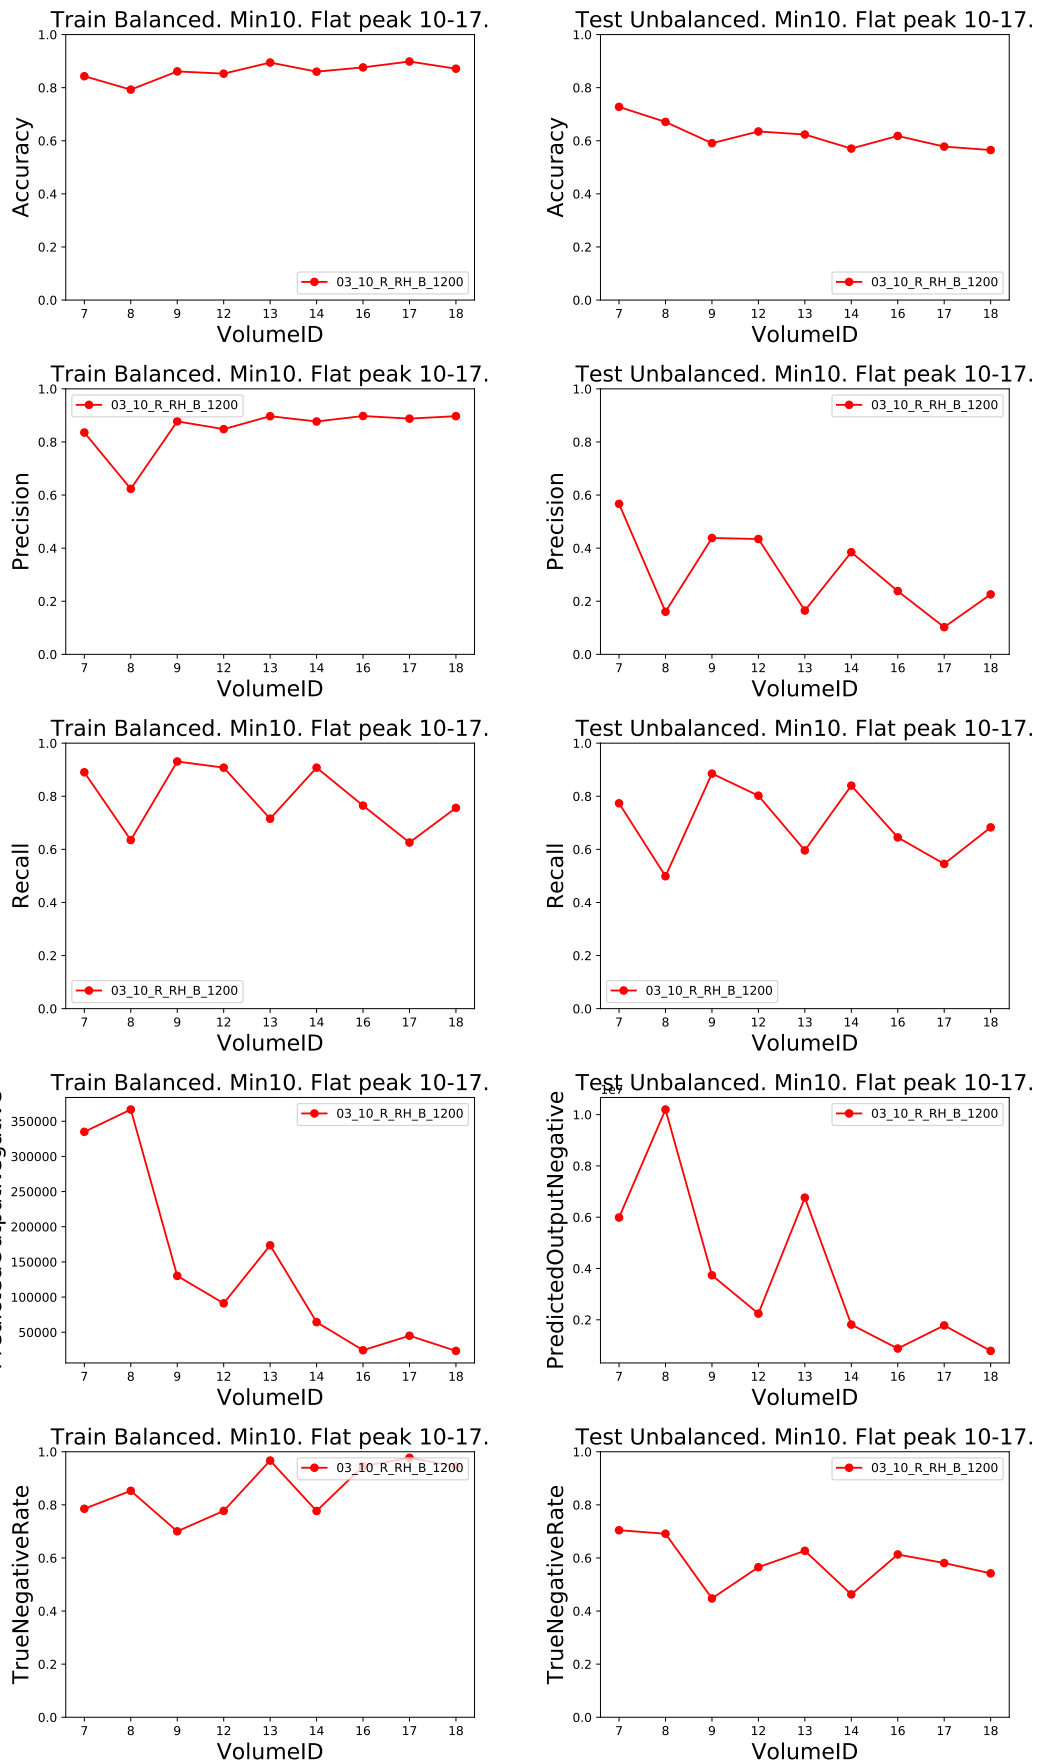 Train Balanced. Min10. Flat peak 10-17.
1.0
0.8
0.6
0.4
0.2
0.0
Accuracy
03_10_R_RH_B_1200
7 8 9 12 13 14 16 17 18
VolumeID
Test Unbalanced. Min10. Flat peak 10-17.
1.0
0.8
0.6
0.4
0.2
0.0
Accuracy
03_10_R_RH_B_1200
7 8 9 12 13 14 16 17 18
VolumeID
Train Balanced. Min10. Flat peak 10-17.
1.0
0.8
0.6
0.4
0.2
0.0
Precision
03_10_R_RH_B_1200
7 8 9 12 13 14 16 17 18
VolumeID
Test Unbalanced. Min10. Flat peak 10-17.
1.0
0.8
0.6
0.4
0.2
0.0
Precision
03_10_R_RH_B_1200
7 8 9 12 13 14 16 17 18
VolumeID
Train Balanced. Min10. Flat peak 10-17.
1.0
0.8
0.6
0.4
0.2
0.0
Recall
03_10_R_RH_B_1200
7 8 9 12 13 14 16 17 18
VolumeID
Test Unbalanced. Min10. Flat peak 10-17.
1.0
0.8
0.6
0.4
0.2
0.0
Recall
03_10_R_RH_B_1200
7 8 9 12 13 14 16 17 18
VolumeID
Train Balanced. Min10. Flat peak 10-17.
350000
300000
250000
200000
150000
100000
50000
03_10_R_RH_B_1200
7 8 9 12 13 14 16 17 18
VolumeID
Test Unbalanced. Min10. Flat peak 10-17.
1e7
1.0
0.8
0.6
0.4
0.2
PredictedOutputNegative
03_10_R_RH_B_1200
7 8 9 12 13 14 16 17 18
VolumeID
Train Balanced. Min10. Flat peak 10-17.
1.0
0.8
0.6
0.4
0.2
0.0
TrueNegativeRate
03_10_R_RH_B_1200
7 8 9 12 13 14 16 17 18
VolumeID
Test Unbalanced. Min10. Flat peak 10-17.
1.0
0.8
0.6
0.4
0.2
0.0
TrueNegativeRate
03_10_R_RH_B_1200
7 8 9 12 13 14 16 17 18
VolumeID